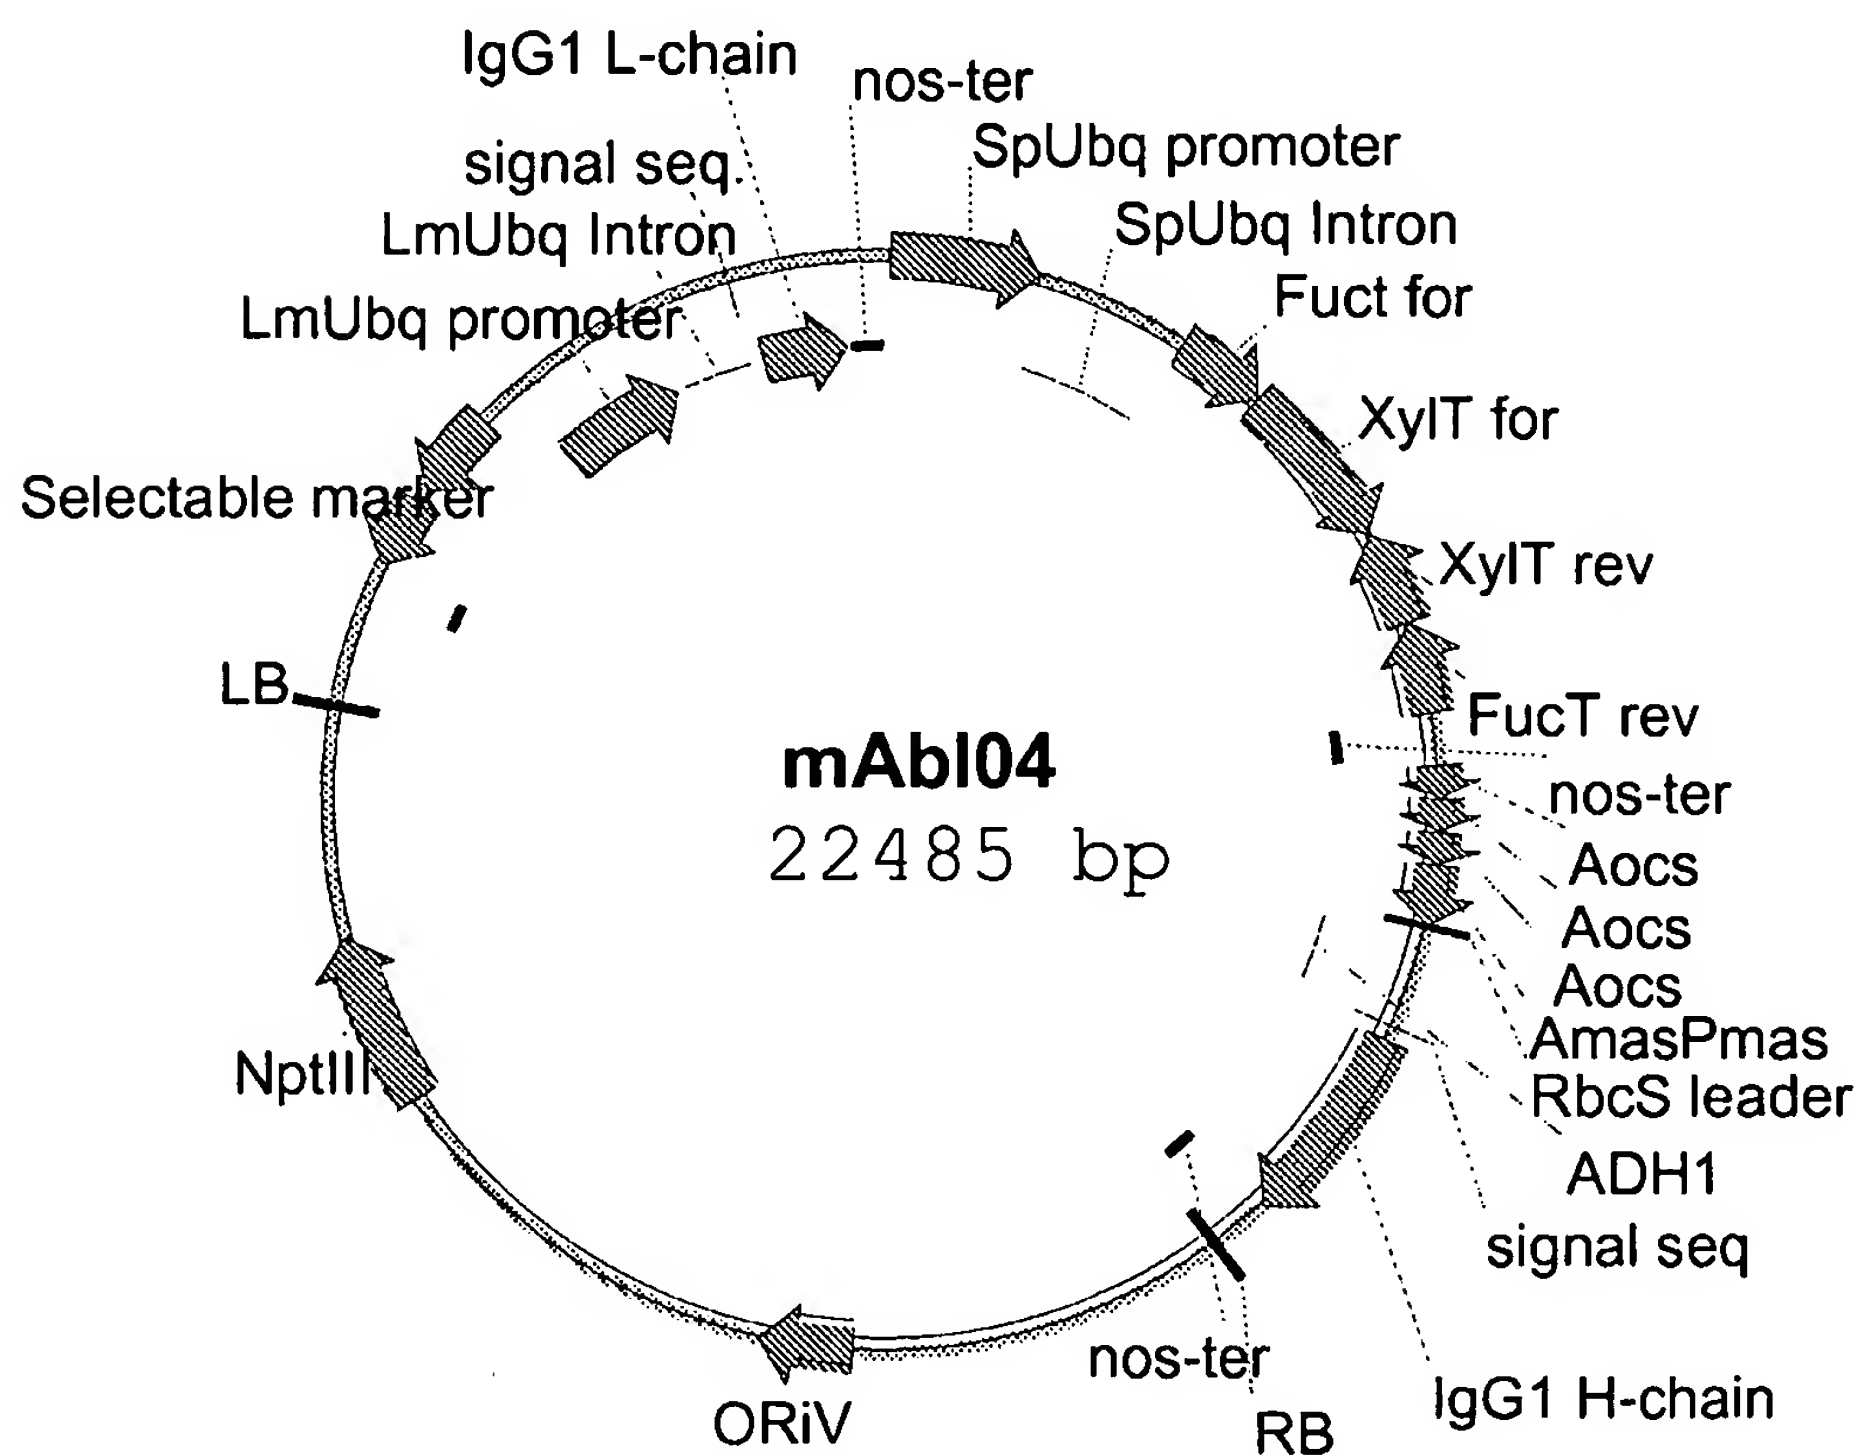 IgG1 L-chain
nos-ter
SpUbq promoter
signal seq.
SpUbq Intron
LmUbq Intron
Fuct for
LmUbq promoter
XylT for
Selectable marker
XylT rev
LB
FucT rev
mAbI04
22485 bp
nos-ter
Aocs
Aocs
Aocs
AmasPmas
NptIII
RbcS leader
ADH1
signal seq
nos-ter
IgG1 H-chain
ORiV
RB